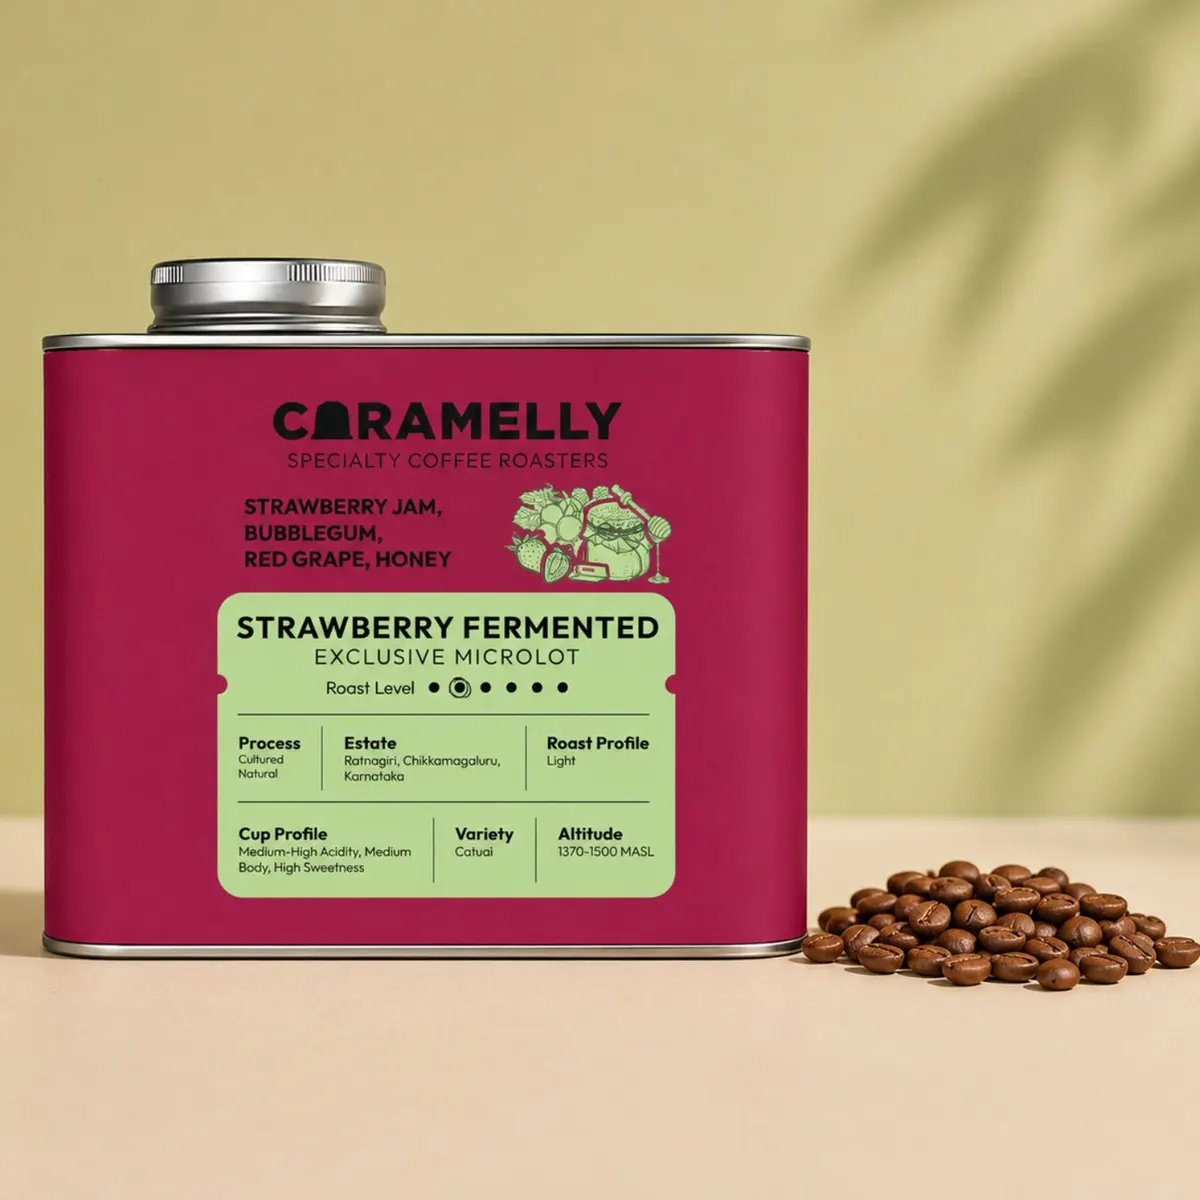 CARAMELLY
SPECIALTY COFFEE ROASTERS
STRAWBERRY JAM,
BUBBLEGUM,
RED GRAPE, HONEY
STRAWBERRY FERMENTED
EXCLUSIVE MICROLOT
Roast Level
Process
Cultured
Natural
Estate
Ratnagiri, Chikkamagaluru,
Karnataka
Roast Profile
Light
Cup Profile
Medium-High Acidity, Medium
Body, High Sweetness
Variety
Catuai
Altitude
1370-1500 MASL